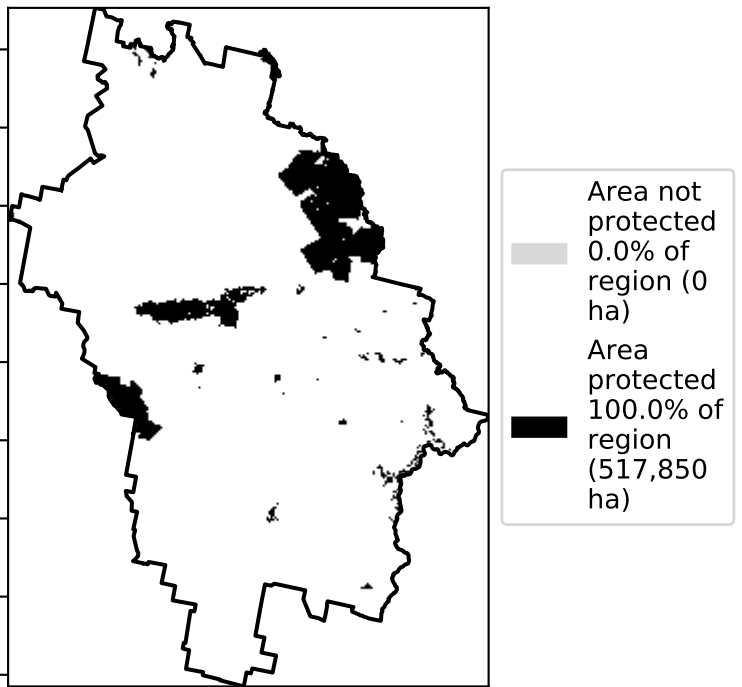 Area not
protected
0.0% of
region (0
ha)
Area
protected
100.0% of
region
(517,850
ha)